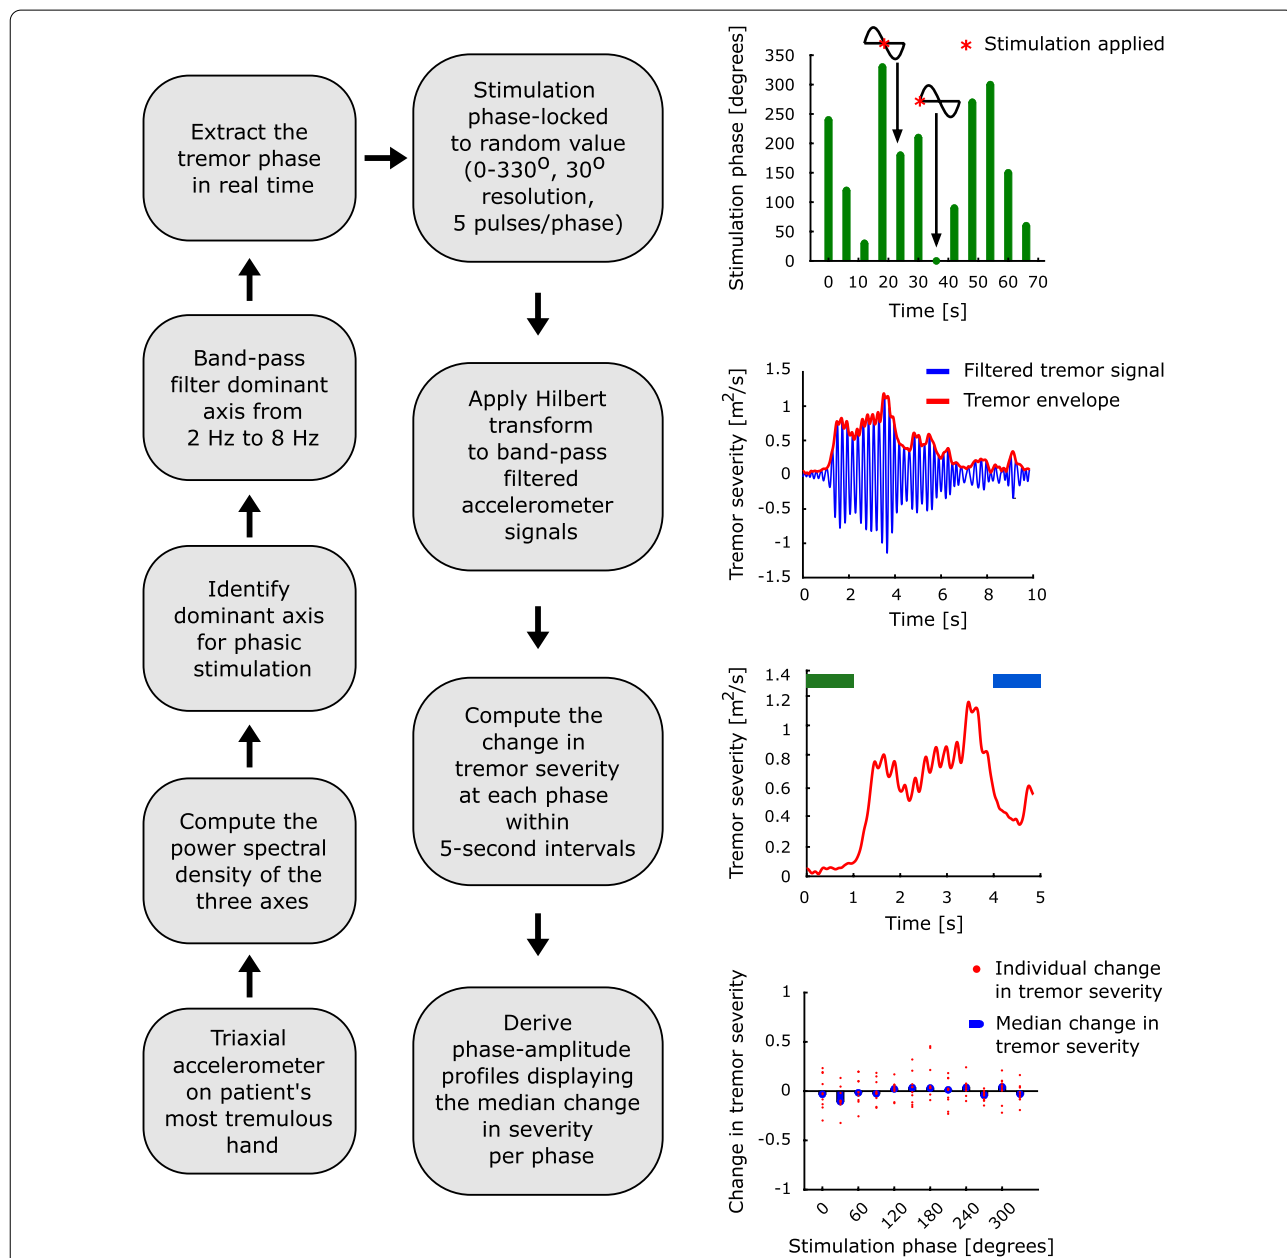 Extract the
tremor phase
in real time
Band-pass
filter dominant
axis from
2 Hz to 8 Hz
Identify
dominant axis
for phasic
stimulation
Compute the
power spectral
density of the
three axes
Triaxial
accelerometer
on patient's
most tremulous
hand
Stimulation
phase-locked
to random value
(0-330°, 30°
resolution,
5 pulses/phase)
Apply Hilbert
transform
to band-pass
filtered
accelerometer
signals
Compute the
change in
tremor severity
at each phase
within
5-second intervals
Derive
phase-amplitude
profiles displaying
the median change
in severity
per phase
* Stimulation applied
Stimulation phase [degrees]
350
300
250
200
150
100
50
0
0 10 20 30 40 50 60 70
Time [s]
Filtered tremor signal
Tremor envelope
Tremor severity [m²/s]
1.5
1
0.5
0
-0.5
-1
-1.5
0 2 4 6 8 10
Time [s]
Tremor severity [m²/s]
1.4
1.2
1
0.8
0.6
0.4
0.2
0
0 1 2 3 4 5
Time [s]
Individual change
in tremor severity
Median change in
tremor severity
Change in tremor severity
1
0.5
0
-0.5
-1
0 60 120 180 240 300
Stimulation phase [degrees]